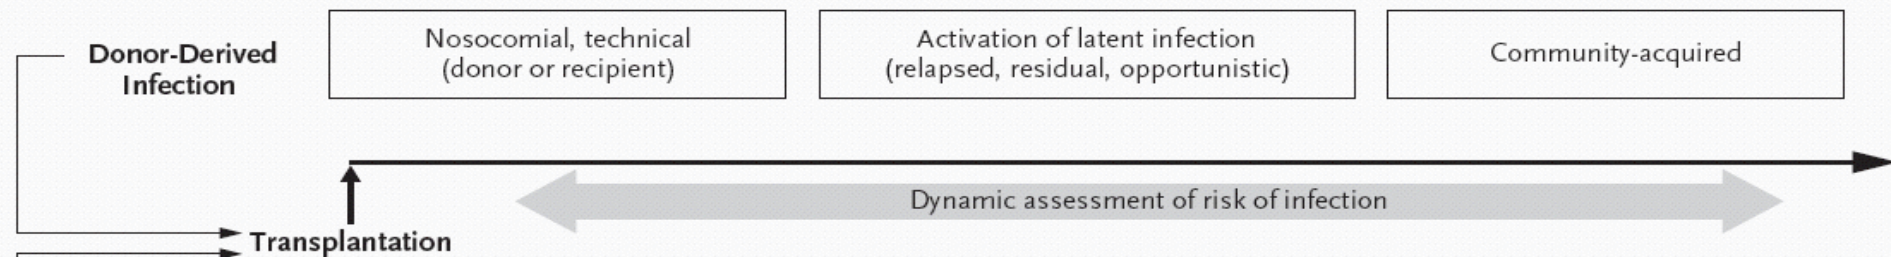 Donor-Derived
Infection
Nosocomial, technical
(donor or recipient)
Activation of latent infection
(relapsed, residual, opportunistic)
Community-acquired
Dynamic assessment of risk of infection
Transplantation